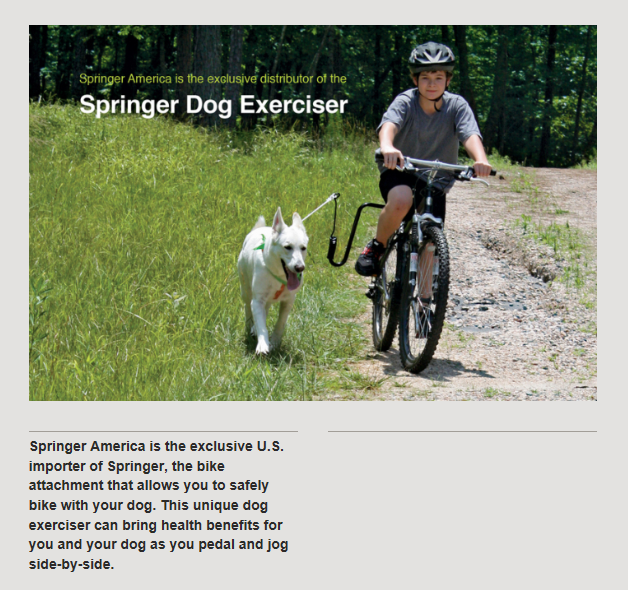 Springer America is the exclusive distributor of the
Springer Dog Exerciser
Springer America is the exclusive U.S.
importer of Springer, the bike
attachment that allows you to safely
bike with your dog. This unique dog
exerciser can bring health benefits for
you and your dog as you pedal and jog
side-by-side.